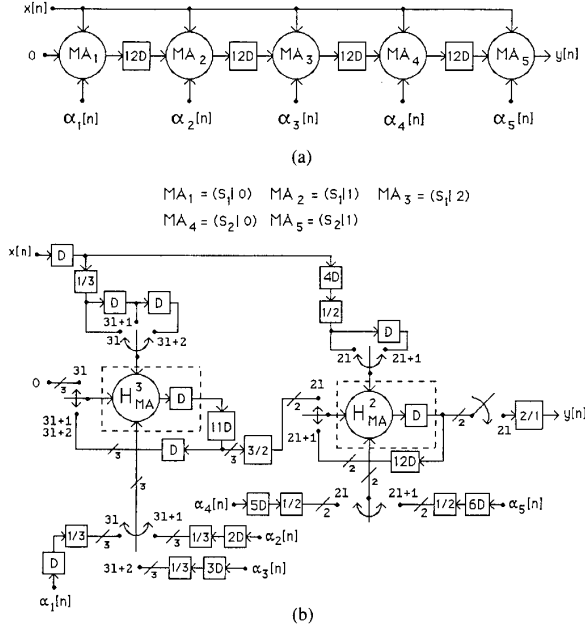 x[n]
0 MA₁ 12D MA₂ 12D MA₃ 12D MA₄ 12D MA₅ y[n]
α₁[n] α₂[n] α₃[n] α₄[n] α₅[n]
(a)
MA₁ = (S₁|0) MA₂ = (S₁|1) MA₃ = (S₁|2)
MA₄ = (S₂|0) MA₅ = (S₂|1)
x[n] D
1/3 4D
D D 1/2
3l+1 D
3l 3l+2 2l 2l+1
0 3 3l H³MA D 2l H²MA D 2 2l 2/1 y[n]
11D 2
3l+1 2l+1
3l+2 3 D 3 3/2 2 12D
3 2
α₄[n] 5D 1/2 2 2l 2l+1 2 1/2 6D α₅[n]
1/3 3 3l 3l+1 3 1/3 2D α₂[n]
D 3l+2 3 1/3 3D α₃[n]
α₁[n]
(b)